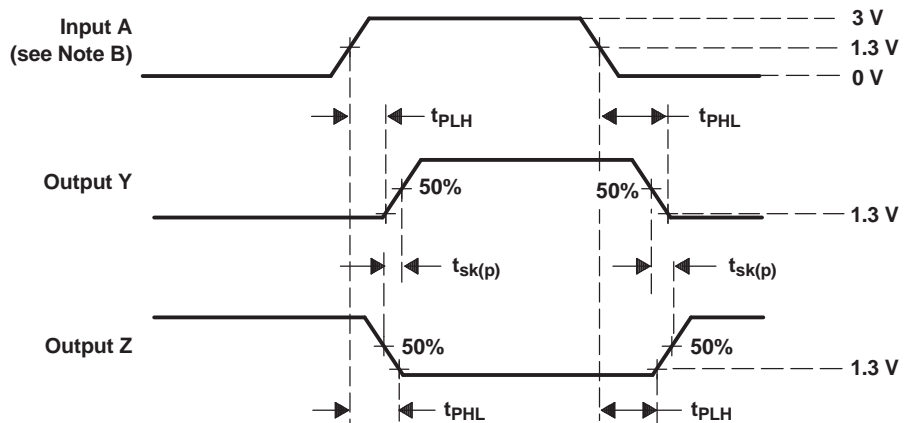 Input A
(see Note B)
3 V
1.3 V
0 V
tPLH
tPHL
Output Y
50%
50%
1.3 V
tsk(p)
tsk(p)
Output Z
50%
50%
1.3 V
tPHL
tPLH